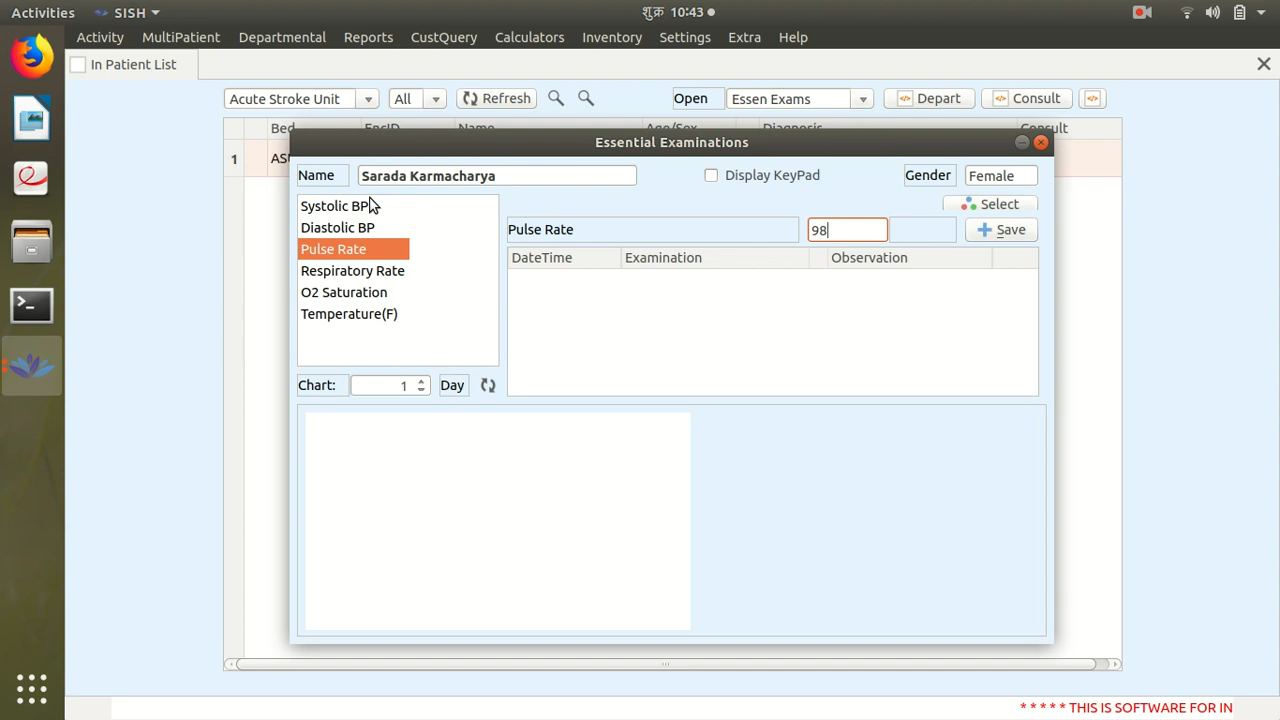 Activities SISH शुक्र 10:43
Activity MultiPatient Departmental Reports CustQuery Calculators Inventory Settings Extra Help
In Patient List
Acute Stroke Unit All Refresh Open Essen Exams Depart Consult
Bed EncID Name Age/Sex Diagnosis Consult
1 ASU
Essential Examinations
Name Sarada Karmacharya Display KeyPad Gender Female
Select
Systolic BP
Diastolic BP
Pulse Rate
Respiratory Rate
O2 Saturation
Temperature(F)
Pulse Rate 98 Save
DateTime Examination Observation
Chart: 1 Day
* * * * * THIS IS SOFTWARE FOR IN